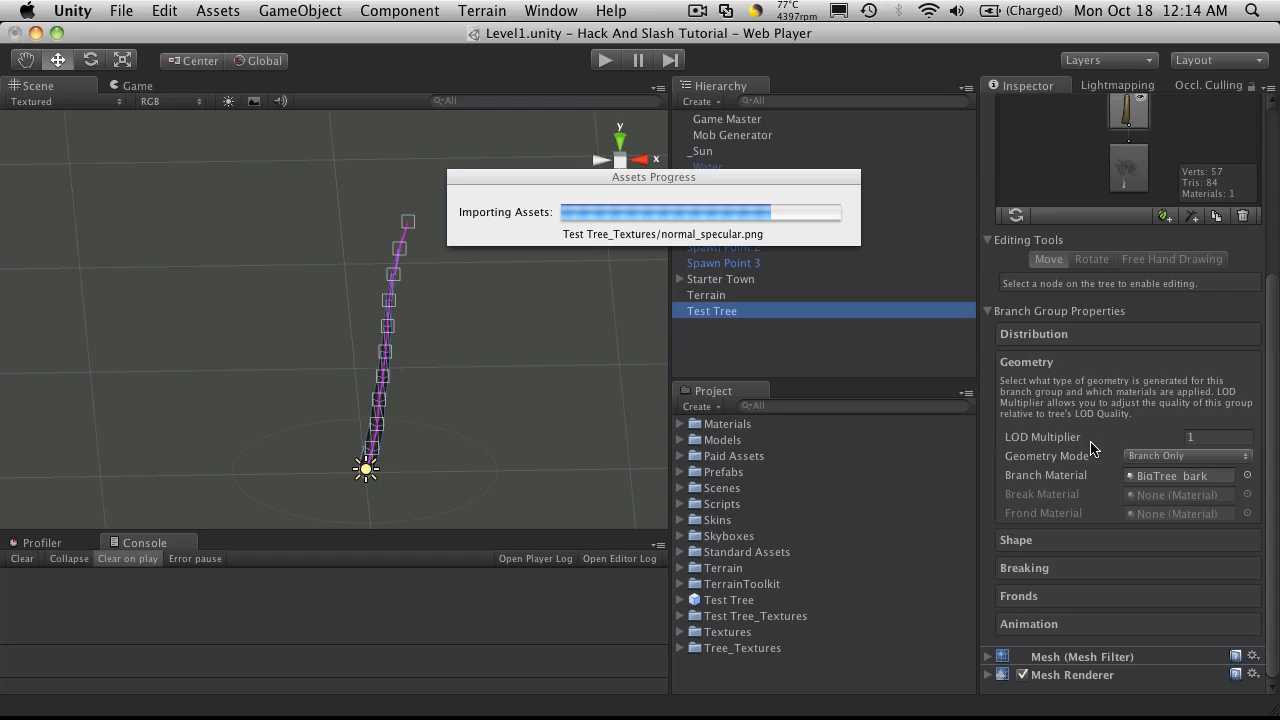 Unity File Edit Assets GameObject Component Terrain Window Help 77°C 4397rpm (Charged) Mon Oct 18 12:14 AM
Level1.unity - Hack And Slash Tutorial - Web Player
Center Global Layers Layout
Scene Game
Textured RGB All
y
x
Hierarchy
Create All
Game Master
Mob Generator
_Sun
Water
Assets Progress
Importing Assets:
Test Tree_Textures/normal_specular.png
Spawn Point 2
Spawn Point 3
Starter Town
Terrain
Test Tree
Project
Create All
Materials
Models
Paid Assets
Prefabs
Scenes
Scripts
Skins
Skyboxes
Standard Assets
Terrain
TerrainToolkit
Test Tree
Test Tree_Textures
Textures
Tree_Textures
Profiler Console
Clear Collapse Clear on play Error pause Open Player Log Open Editor Log
Inspector Lightmapping Occl. Culling
Verts: 57
Tris: 84
Materials: 1
Editing Tools
Move Rotate Free Hand Drawing
Select a node on the tree to enable editing.
Branch Group Properties
Distribution
Geometry
Select what type of geometry is generated for this
branch group and which materials are applied. LOD
Multiplier allows you to adjust the quality of this group
relative to tree's LOD Quality.
LOD Multiplier 1
Geometry Mode Branch Only
Branch Material BigTree_bark
Break Material None (Material)
Frond Material None (Material)
Shape
Breaking
Fronds
Animation
Mesh (Mesh Filter)
Mesh Renderer